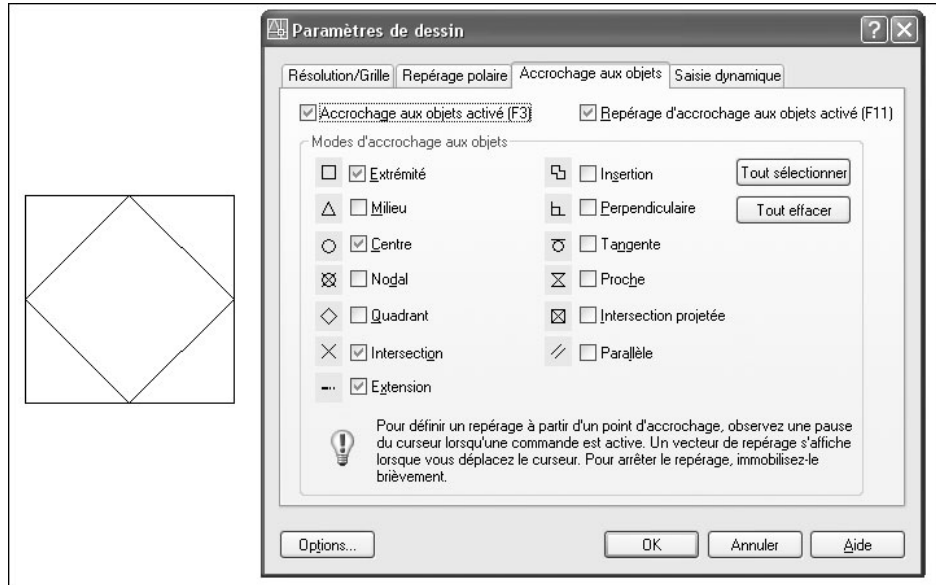 Paramètres de dessin
Résolution/Grille Repérage polaire Accrochage aux objets Saisie dynamique
Accrochage aux objets activé (F3) Repérage d'accrochage aux objets activé (F11)
Modes d'accrochage aux objets
Extrémité Insertion Tout sélectionner
Milieu Perpendiculaire Tout effacer
Centre Tangente
Nodal Proche
Quadrant Intersection projetée
Intersection Parallèle
Extension
Pour définir un repérage à partir d'un point d'accrochage, observez une pause
du curseur lorsqu'une commande est active. Un vecteur de repérage s'affiche
lorsque vous déplacez le curseur. Pour arrêter le repérage, immobilisez-le
brièvement.
Options... OK Annuler Aide